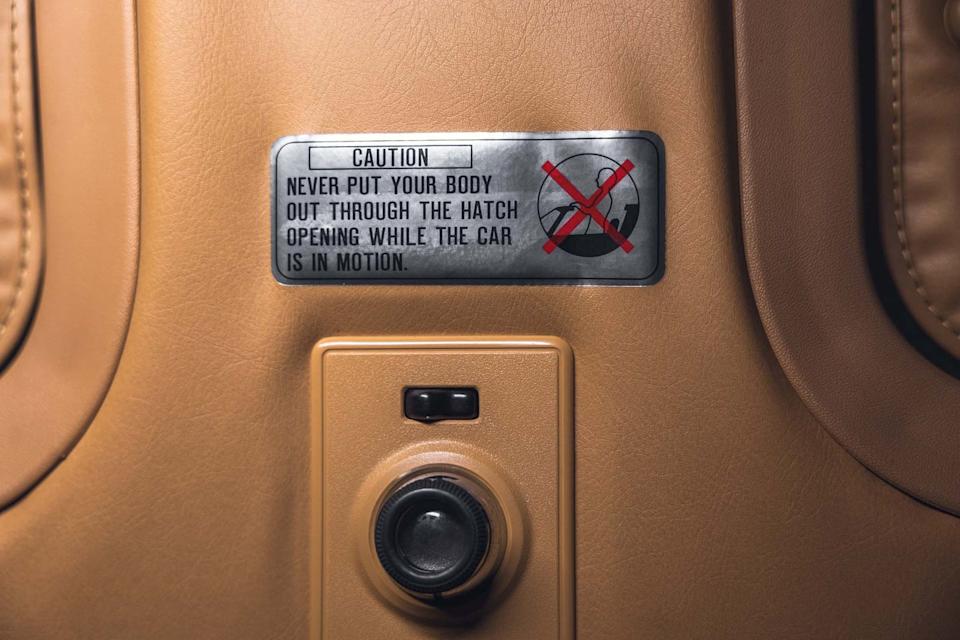 CAUTION
NEVER PUT YOUR BODY
OUT THROUGH THE HATCH
OPENING WHILE THE CAR
IS IN MOTION.